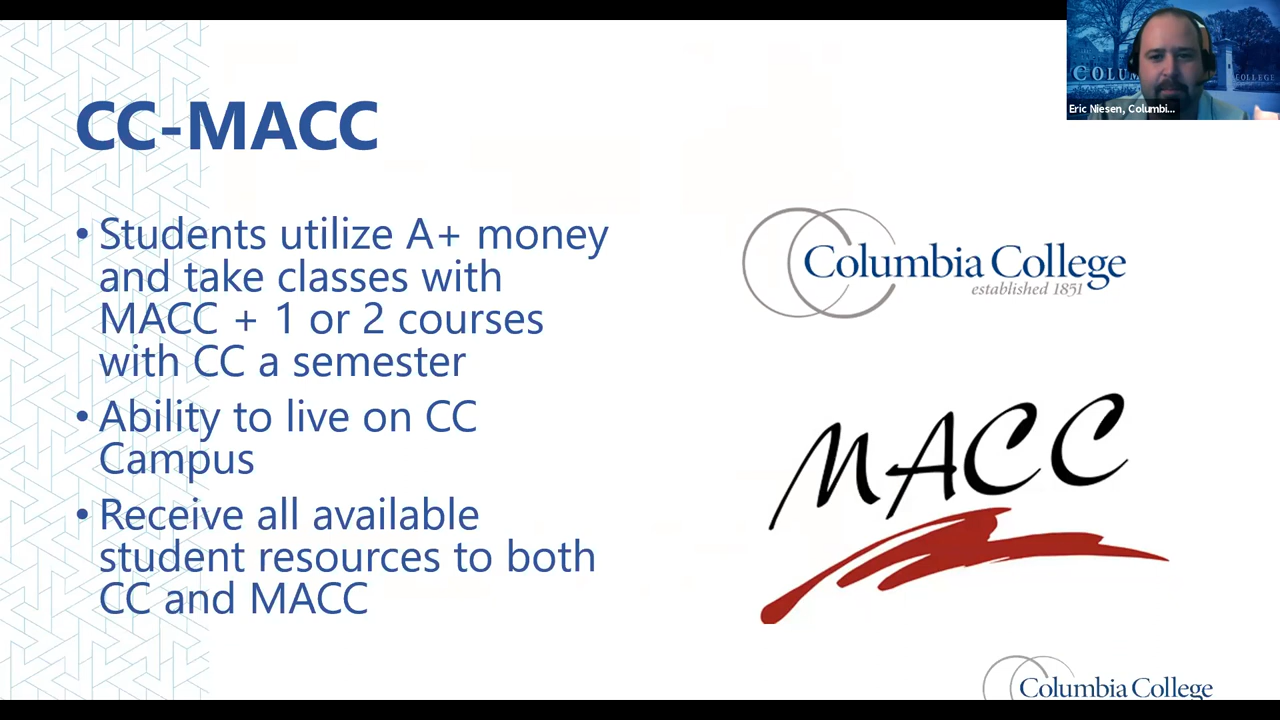 CC-MACC
• Students utilize A+ money
and take classes with
MACC + 1 or 2 courses
with CC a semester
• Ability to live on CC
Campus
• Receive all available
student resources to both
CC and MACC
Columbia College
established 1851
MACC
Columbia College
COLUM
COLLEGE
Eric Niesen, Columbi...